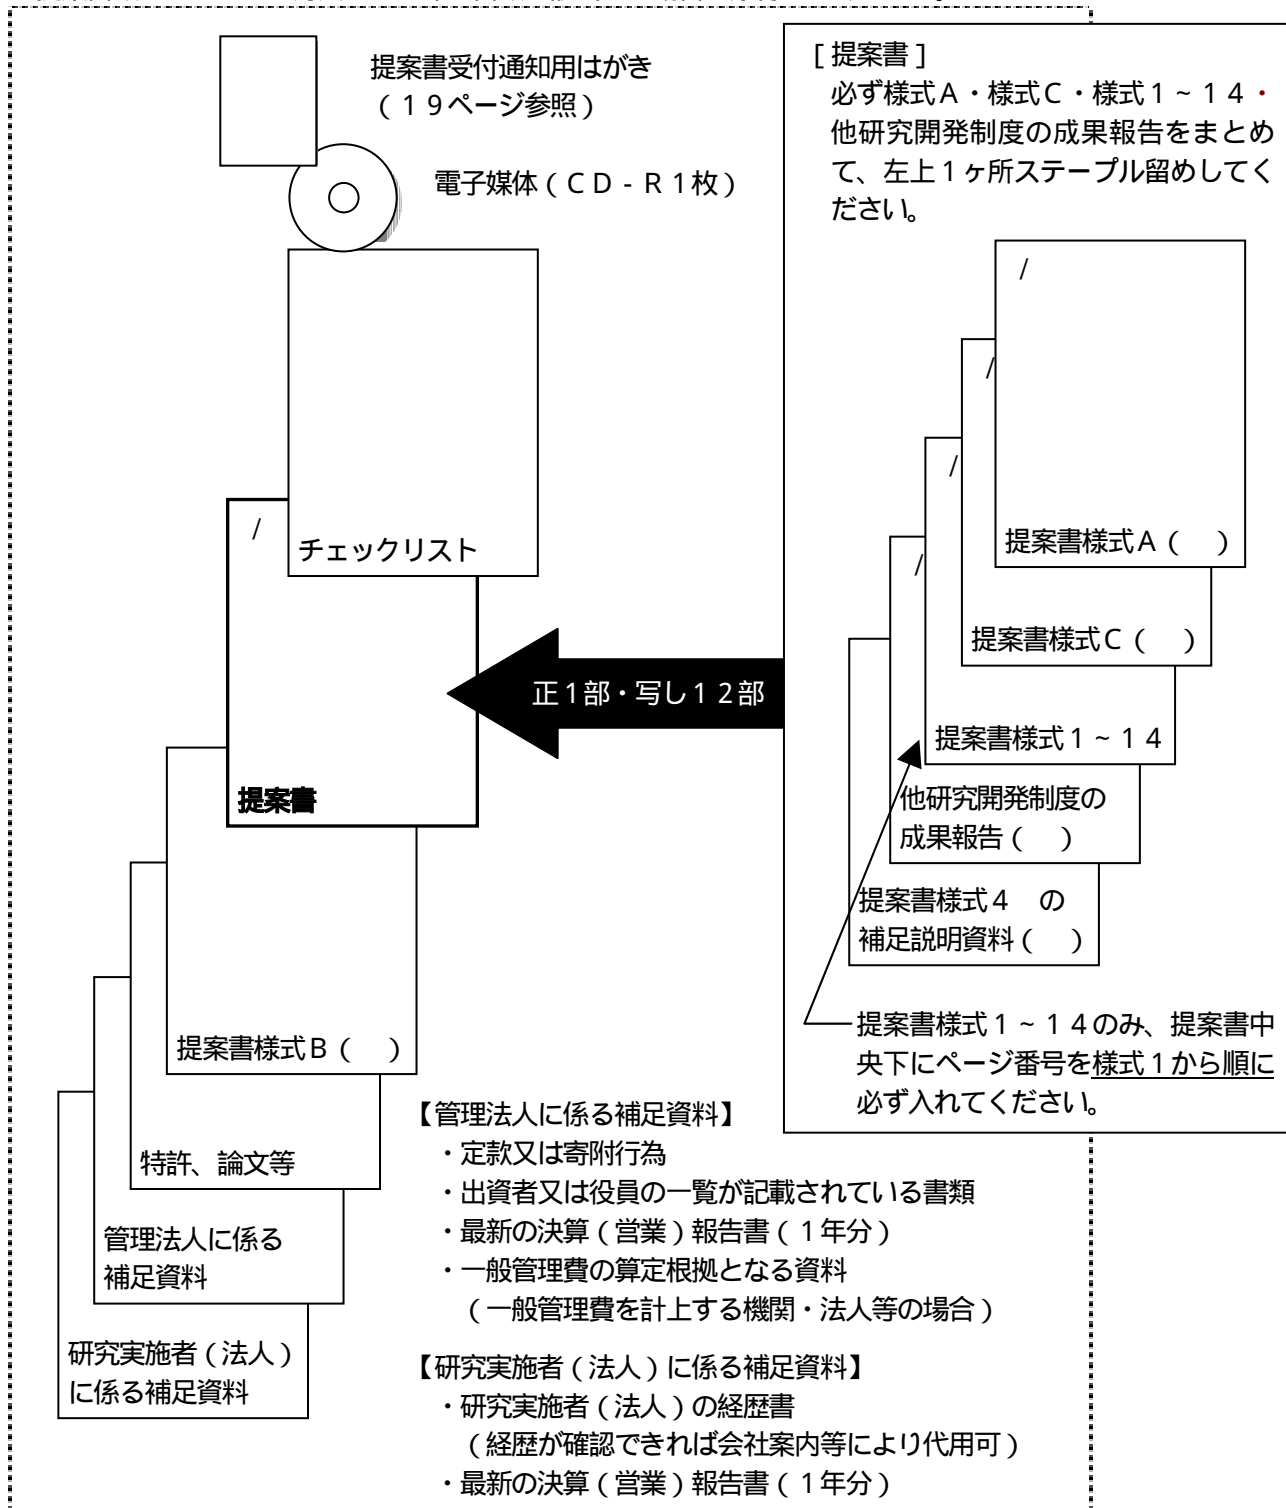 提案書受付通知用はがき
(19ページ参照)
電子媒体(CD-R1枚)
/
チェックリスト
提案書
正1部・写し12部
提案書様式B(　)
特許、論文等
管理法人に係る
補足資料
研究実施者(法人)
に係る補足資料
【管理法人に係る補足資料】
・定款又は寄附行為
・出資者又は役員の一覧が記載されている書類
・最新の決算(営業)報告書(1年分)
・一般管理費の算定根拠となる資料
(一般管理費を計上する機関・法人等の場合)
【研究実施者(法人)に係る補足資料】
・研究実施者(法人)の経歴書
(経歴が確認できれば会社案内等により代用可)
・最新の決算(営業)報告書(1年分)
[提案書]
必ず様式A・様式C・様式1~14・
他研究開発制度の成果報告をまとめ
て、左上1ヶ所ステープル留めしてく
ださい。
/
提案書様式A(　)
/
提案書様式C(　)
/
提案書様式1~14
/
他研究開発制度の
成果報告(　)
提案書様式4　の
補足説明資料(　)
提案書様式1~14のみ、提案書中
央下にページ番号を様式1から順に
必ず入れてください。